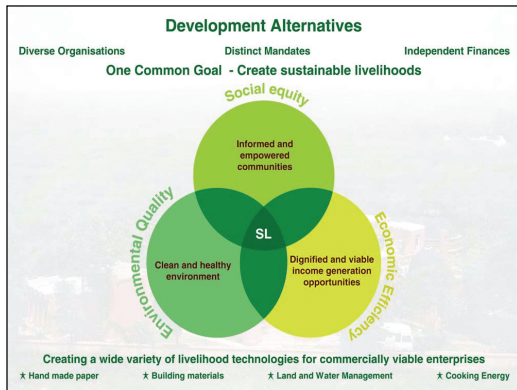 Development Alternatives
Diverse Organisations Distinct Mandates Independent Finances
One Common Goal - Create sustainable livelihoods
Social equity
Informed and
empowered
communities
Environmental Quality
Economic Efficiency
SL
Clean and healthy
environment
Dignified and viable
income generation
opportunities
Creating a wide variety of livelihood technologies for commercially viable enterprises
Hand made paper Building materials Land and Water Management Cooking Energy